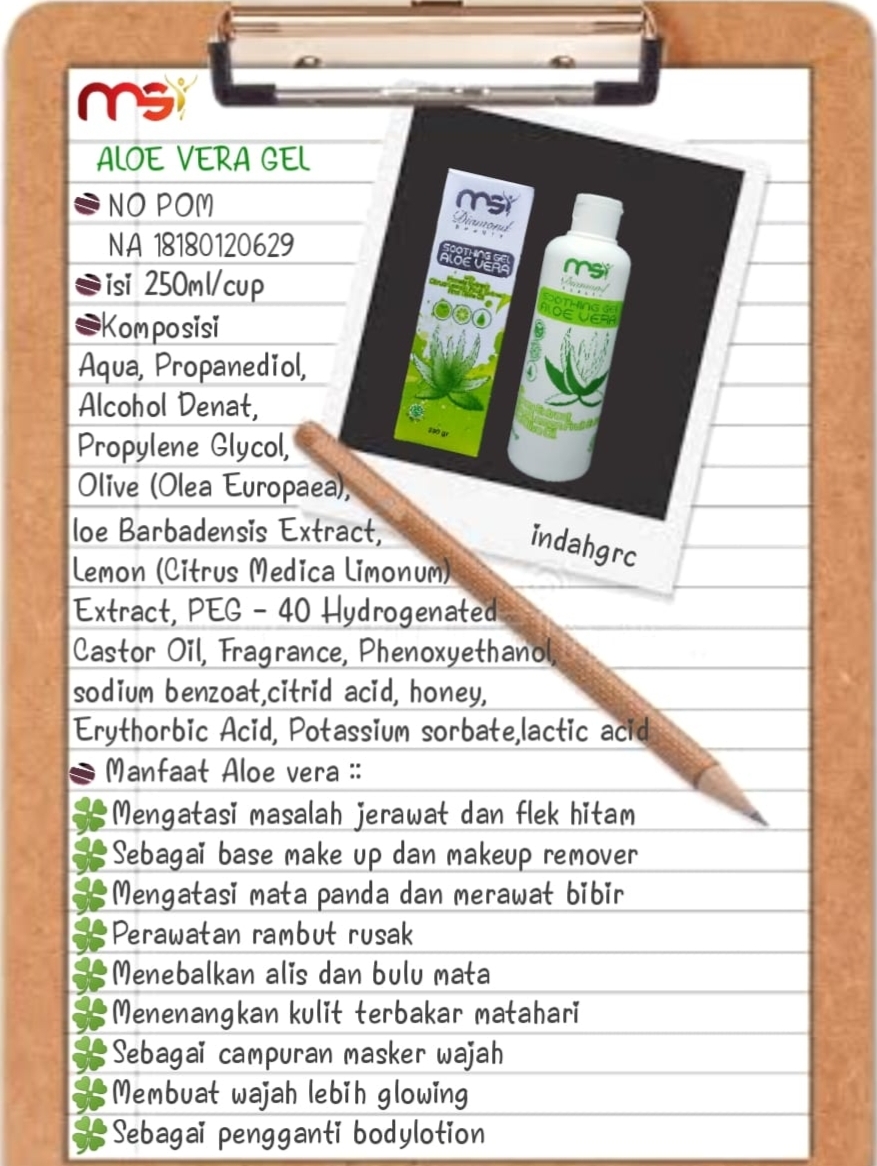 msi
ALOE VERA GEL
NO POM
NA 18180120629
isi 250ml/cup
Komposisi
Aqua, Propanediol,
Alcohol Denat,
Propylene Glycol,
Olive (Olea Europaea),
loe Barbadensis Extract,
Lemon (Citrus Medica Limonum)
Extract, PEG - 40 Hydrogenated
Castor Oil, Fragrance, Phenoxyethanol,
sodium benzoat,citrid acid, honey,
Erythorbic Acid, Potassium sorbate,lactic acid
Manfaat Aloe vera ::
Mengatasi masalah jerawat dan flek hitam
Sebagai base make up dan makeup remover
Mengatasi mata panda dan merawat bibir
Perawatan rambut rusak
Menebalkan alis dan bulu mata
Menenangkan kulit terbakar matahari
Sebagai campuran masker wajah
Membuat wajah lebih glowing
Sebagai pengganti bodylotion
msi
Diamond
SOOTHING GEL
ALOE VERA
msi
Diamond
SOOTHING GEL
ALOE VERA
indahgrc